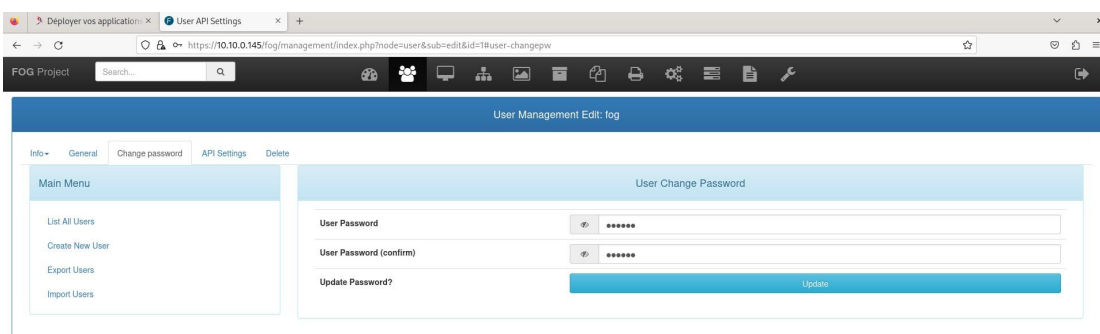 Déployer vos application
User API Settings
https://10.10.0.145/fog/management/index.php?node=user&sub=edit&id=1#user-changepw
FOG Project
Search...
User Management Edit: fog
Info
General
Change password
API Settings
Delete
Main Menu
User Change Password
List All Users
Create New User
Export Users
Import Users
User Password
User Password (confirm)
Update Password?
Update